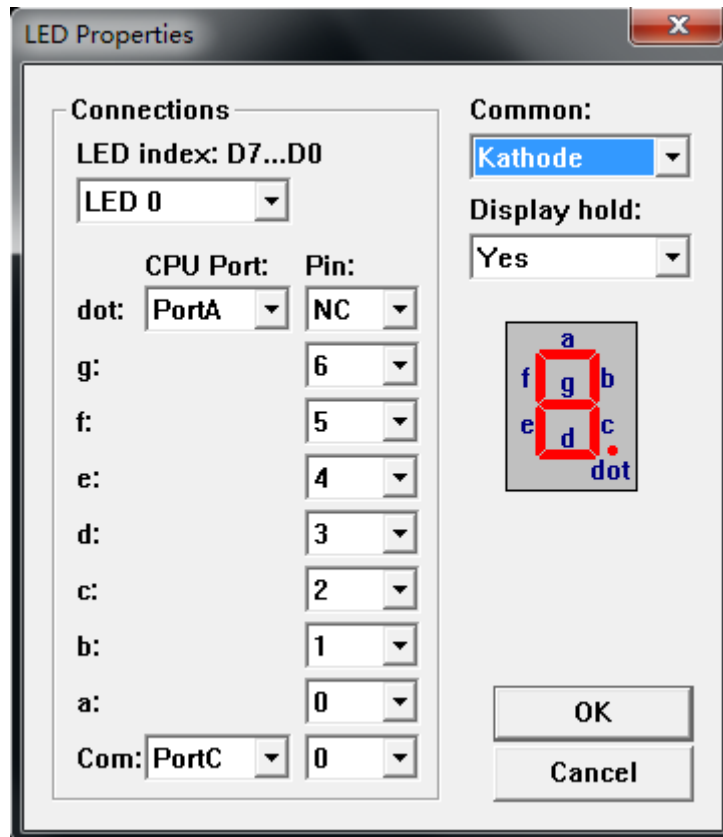 LED Properties
Connections
LED index: D7...D0
LED 0
CPU Port: Pin:
dot: PortA NC
g: 6
f: 5
e: 4
d: 3
c: 2
b: 1
a: 0
Com: PortC 0
Common:
Kathode
Display hold:
Yes
a
f g b
e d c
dot
OK
Cancel